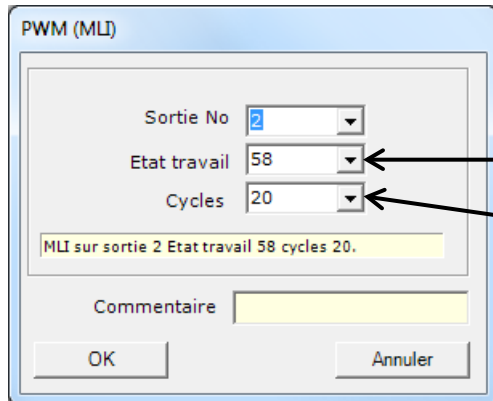 PWM (MLI)
Sortie No 2
Etat travail 58
Cycles 20
MLI sur sortie 2 Etat travail 58 cycles 20.
Commentaire
OK Annuler